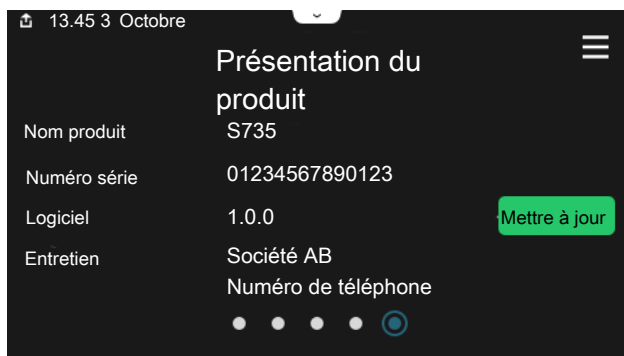 13.45 3 Octobre
Présentation du
produit
Nom produit S735
Numéro série 01234567890123
Logiciel 1.0.0 Mettre à jour
Entretien Société AB
Numéro de téléphone